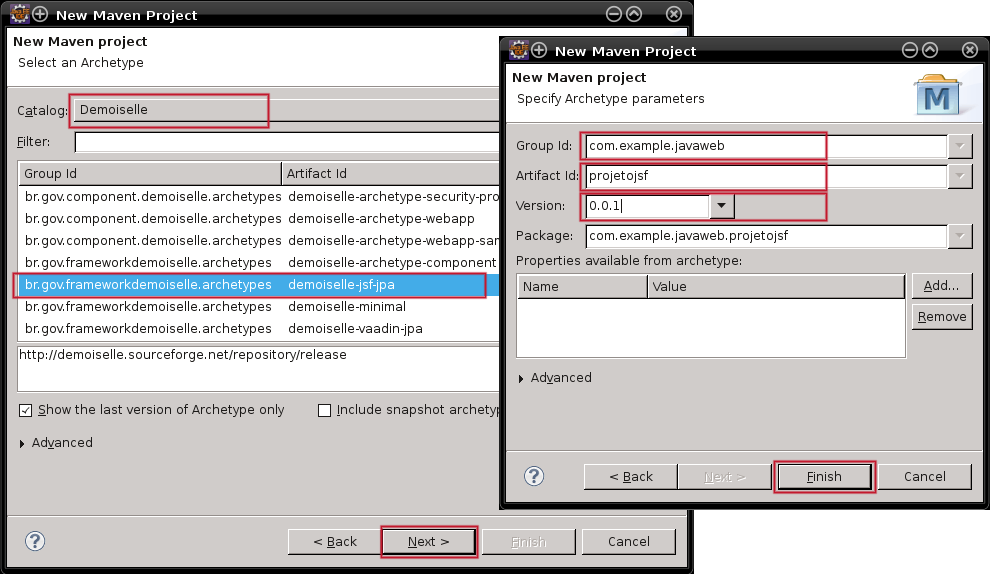 New Maven Project
New Maven project
Select an Archetype
Catalog: Demoiselle
Filter:
Group Id Artifact Id
br.gov.component.demoiselle.archetypes demoiselle-archetype-security-pro
br.gov.component.demoiselle.archetypes demoiselle-archetype-webapp
br.gov.component.demoiselle.archetypes demoiselle-archetype-webapp-sam
br.gov.frameworkdemoiselle.archetypes demoiselle-archetype-component
br.gov.frameworkdemoiselle.archetypes demoiselle-jsf-jpa
br.gov.frameworkdemoiselle.archetypes demoiselle-minimal
br.gov.frameworkdemoiselle.archetypes demoiselle-vaadin-jpa
http://demoiselle.sourceforge.net/repository/release
Show the last version of Archetype only Include snapshot archetyp
Advanced
? < Back Next > Finish Cancel
New Maven Project
New Maven project
Specify Archetype parameters
M
Group Id: com.example.javaweb
Artifact Id: projetojsf
Version: 0.0.1
Package: com.example.javaweb.projetojsf
Properties available from archetype:
Name Value
Add...
Remove
Advanced
? < Back Next > Finish Cancel